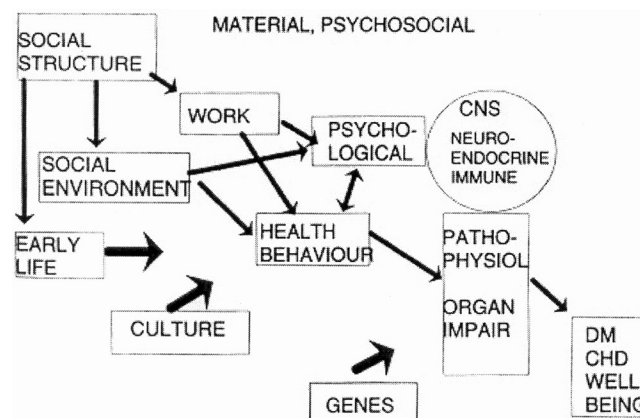 MATERIAL, PSYCHOSOCIAL
SOCIAL
STRUCTURE
WORK
PSYCHO-
LOGICAL
CNS
NEURO-
ENDOCRINE
IMMUNE
SOCIAL
ENVIRONMENT
EARLY
LIFE
HEALTH
BEHAVIOUR
PATHO-
PHYSIOL
ORGAN
IMPAIR
CULTURE
GENES
DM
CHD
WELL
BEING